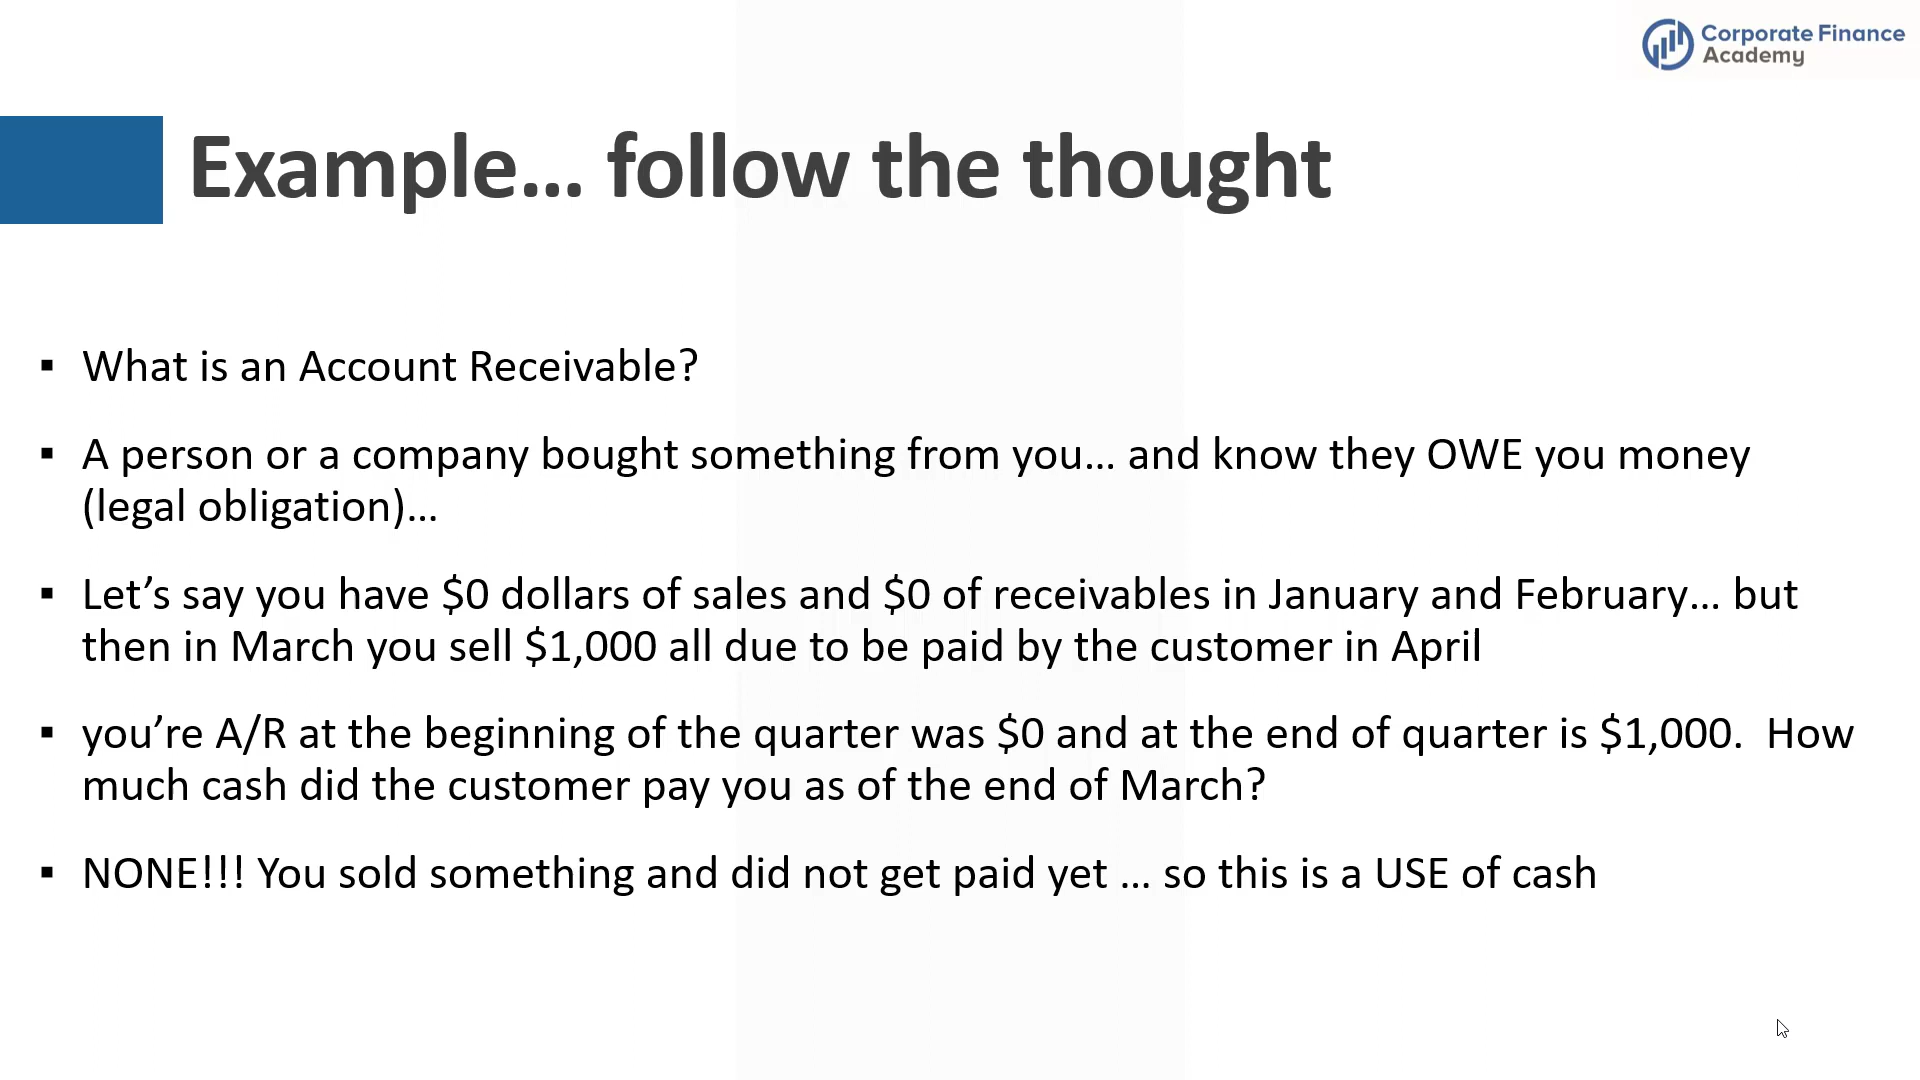 Corporate Finance
Academy
Example… follow the thought
▪ What is an Account Receivable?
▪ A person or a company bought something from you… and know they OWE you money
(legal obligation)…
▪ Let’s say you have $0 dollars of sales and $0 of receivables in January and February… but
then in March you sell $1,000 all due to be paid by the customer in April
▪ you’re A/R at the beginning of the quarter was $0 and at the end of quarter is $1,000.  How
much cash did the customer pay you as of the end of March?
▪ NONE!!! You sold something and did not get paid yet … so this is a USE of cash